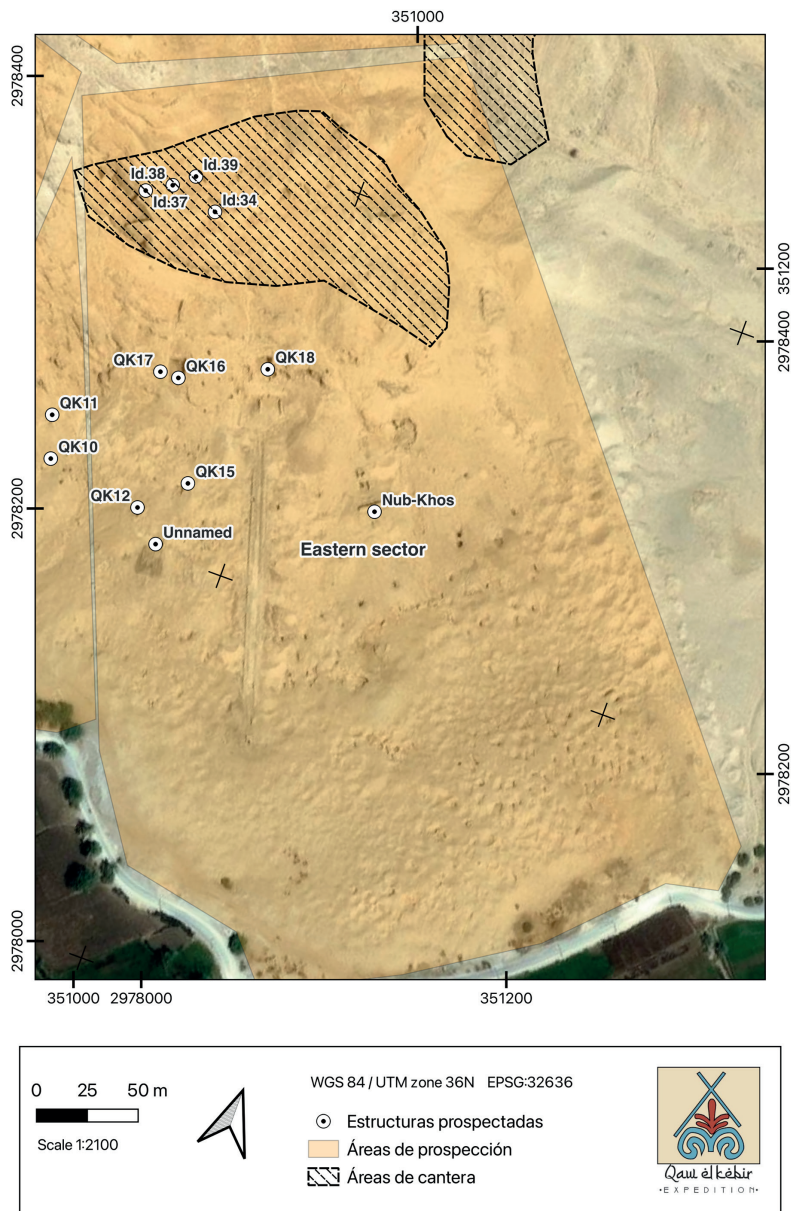 351000
2978400
Id.38
Id.39
Id.37
Id.34
351200
2978400
QK17
QK16
QK18
QK11
QK10
QK15
QK12
Nub-Khos
2978200
Unnamed
Eastern sector
2978200
2978000
351000 2978000
351200
0 25 50 m
Scale 1:2100
WGS 84 / UTM zone 36N EPSG:32636
Estructuras prospectadas
Áreas de prospección
Áreas de cantera
Qaw el kebir
•EXPEDITION•